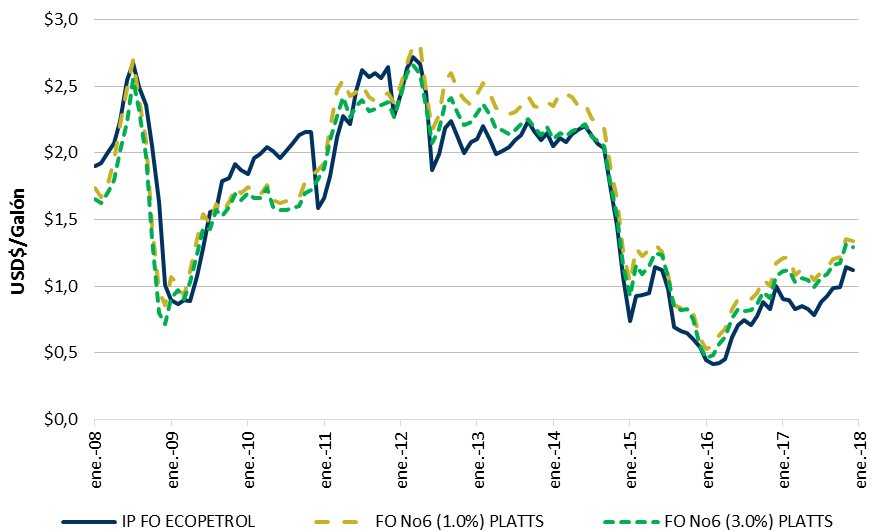 USD$/Galón
$3,0
$2,5
$2,0
$1,5
$1,0
$0,5
$0,0
ene.-08
ene.-09
ene.-10
ene.-11
ene.-12
ene.-13
ene.-14
ene.-15
ene.-16
ene.-17
ene.-18
IP FO ECOPETROL
FO No6 (1.0%) PLATTS
FO No6 (3.0%) PLATTS